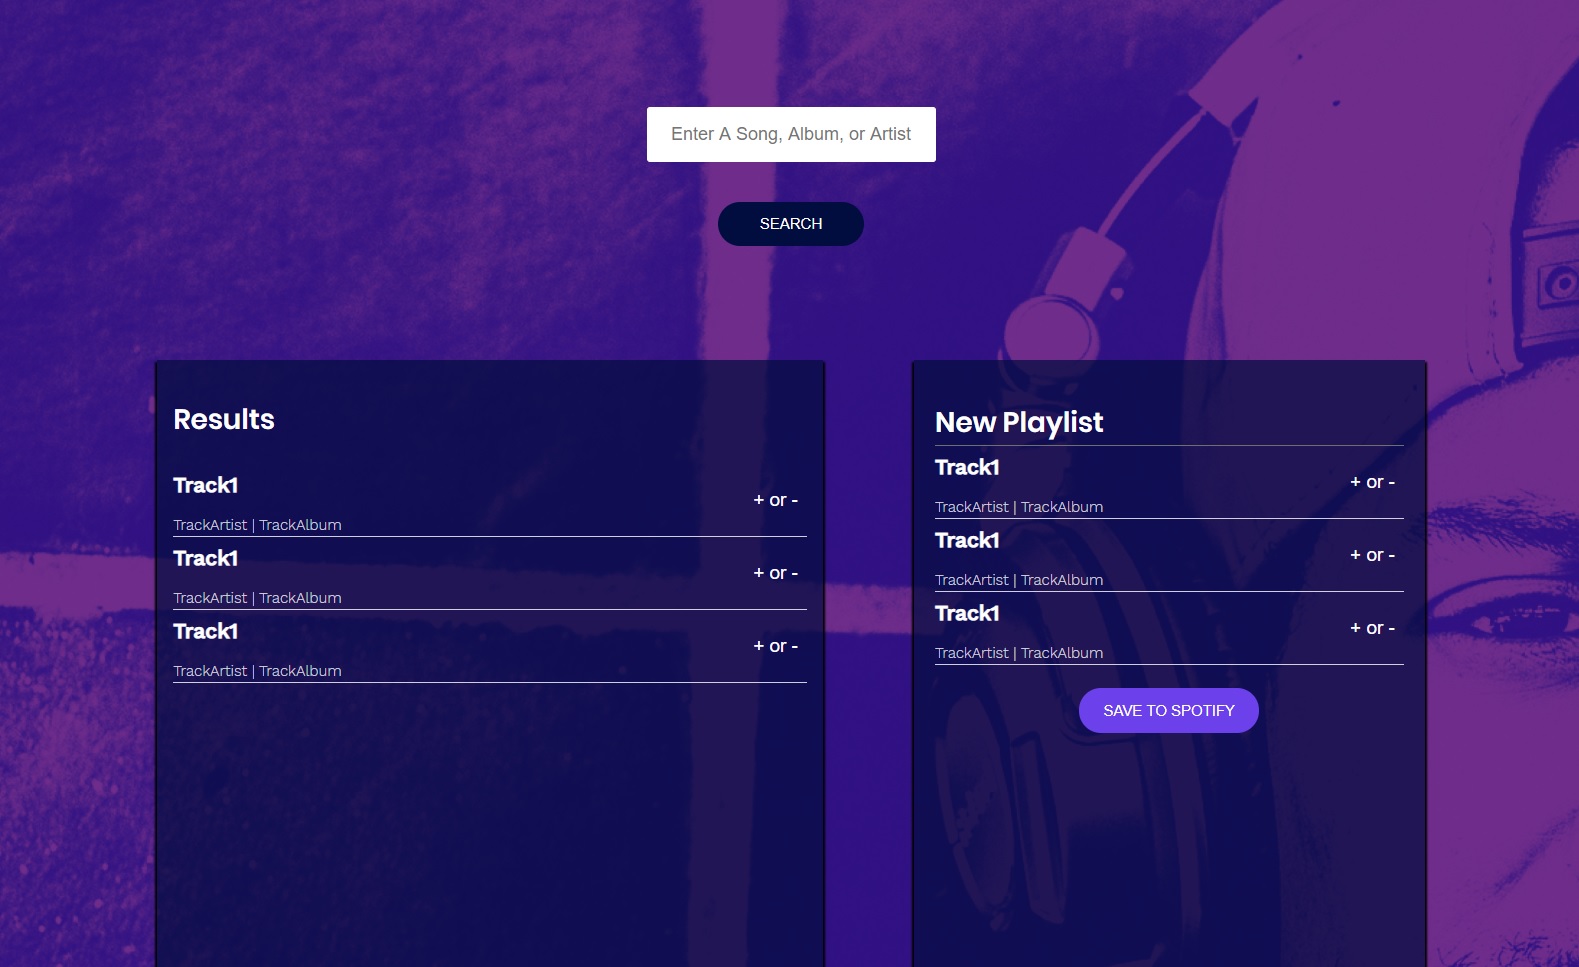 Enter A Song, Album, or Artist
SEARCH
Results
Track1
+ or -
TrackArtist | TrackAlbum
Track1
+ or -
TrackArtist | TrackAlbum
Track1
+ or -
TrackArtist | TrackAlbum
New Playlist
Track1
+ or -
TrackArtist | TrackAlbum
Track1
+ or -
TrackArtist | TrackAlbum
Track1
+ or -
TrackArtist | TrackAlbum
SAVE TO SPOTIFY